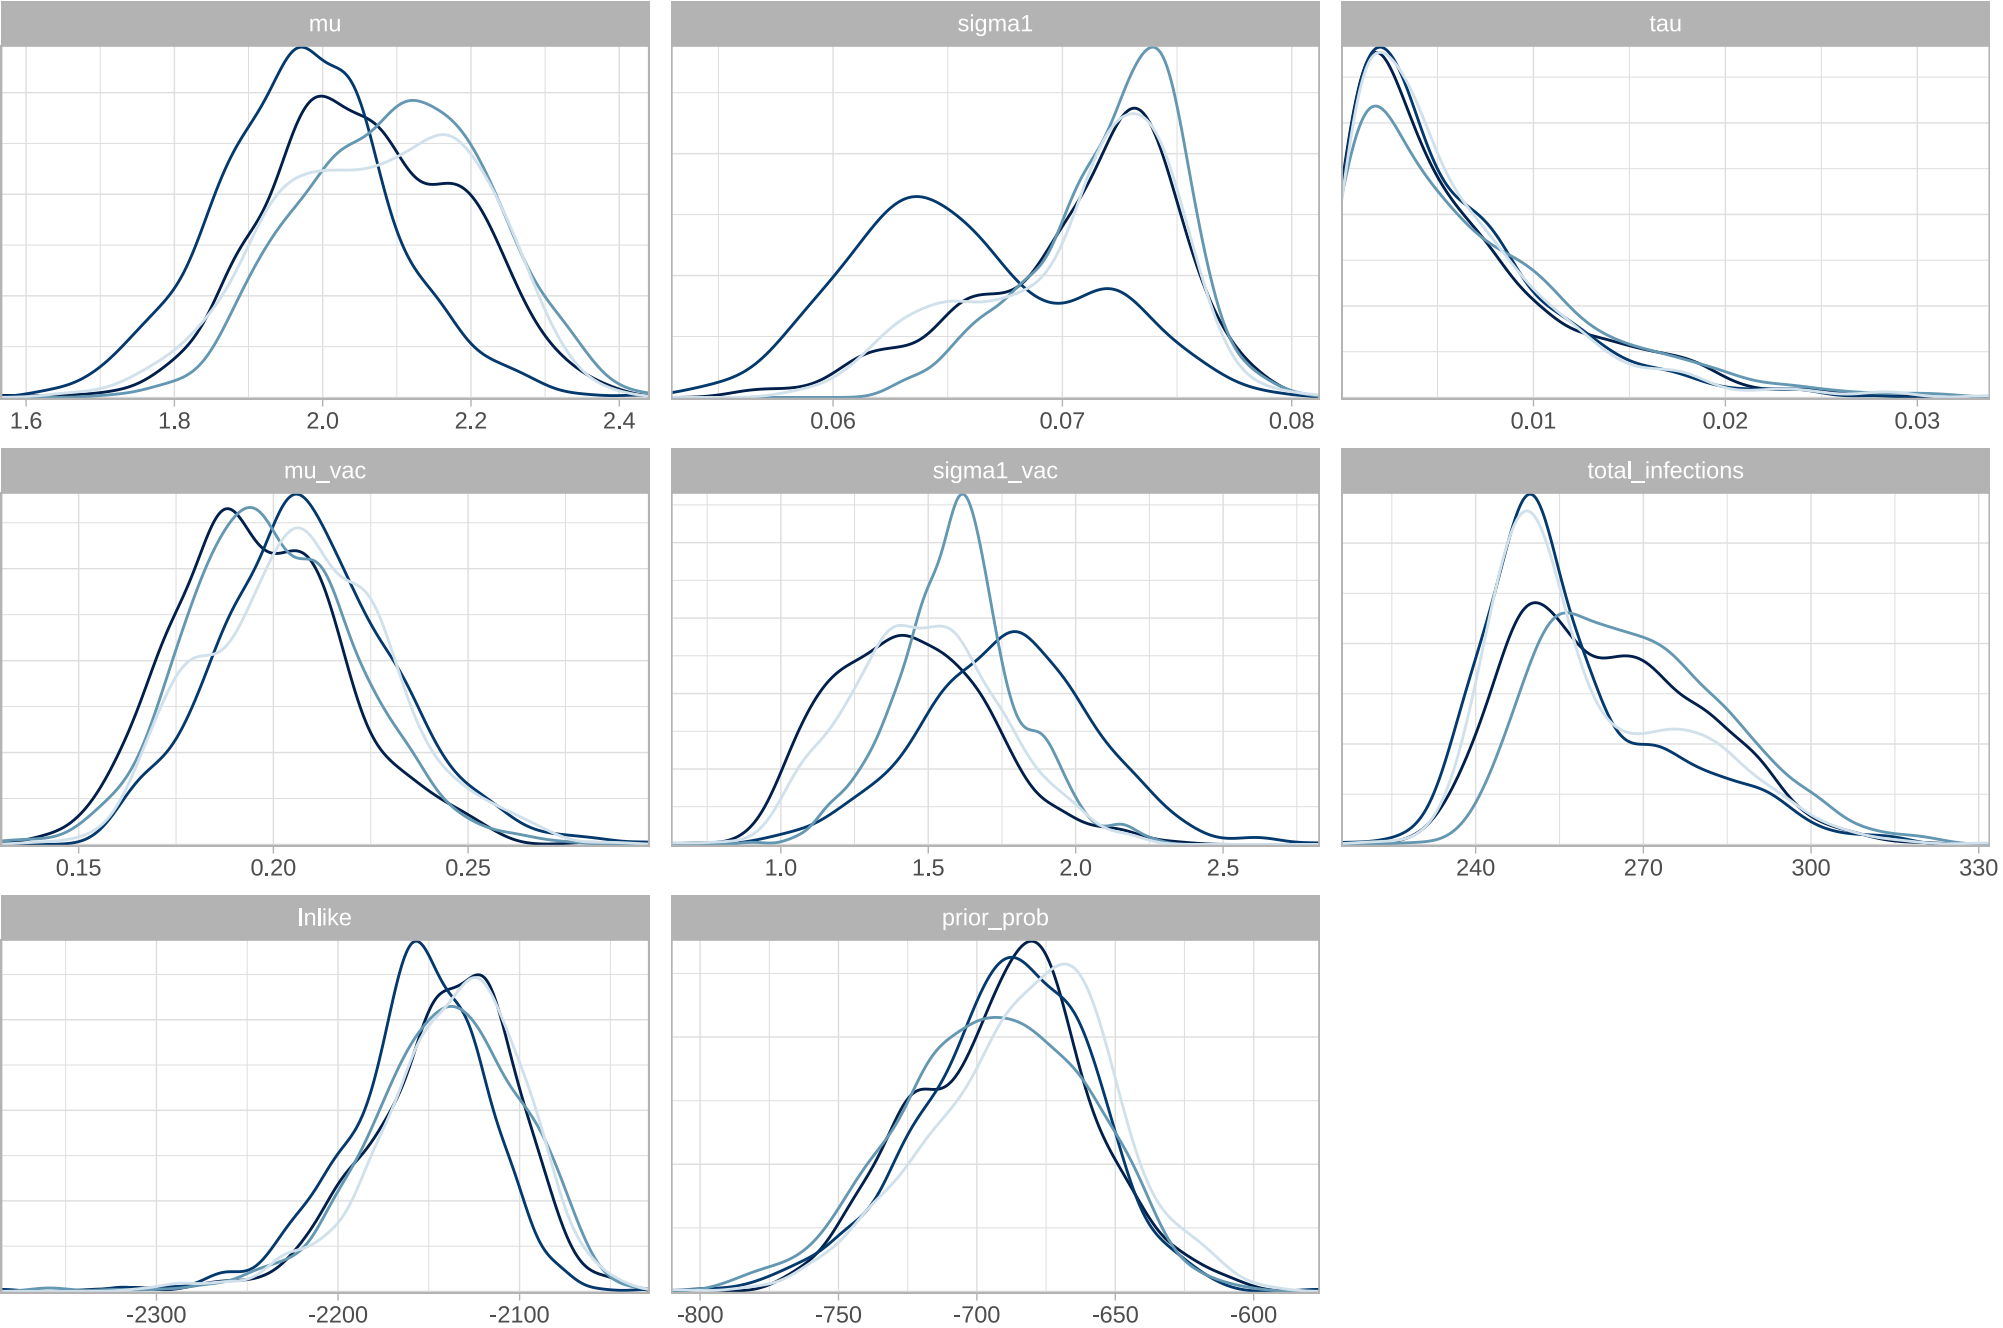 mu sigma1 tau
1.6 1.8 2.0 2.2 2.4 0.06 0.07 0.08 0.01 0.02 0.03
mu_vac sigma1_vac total_infections
0.15 0.20 0.25 1.0 1.5 2.0 2.5 240 270 300 330
lnlike prior_prob
-2300 -2200 -2100 -800 -750 -700 -650 -600